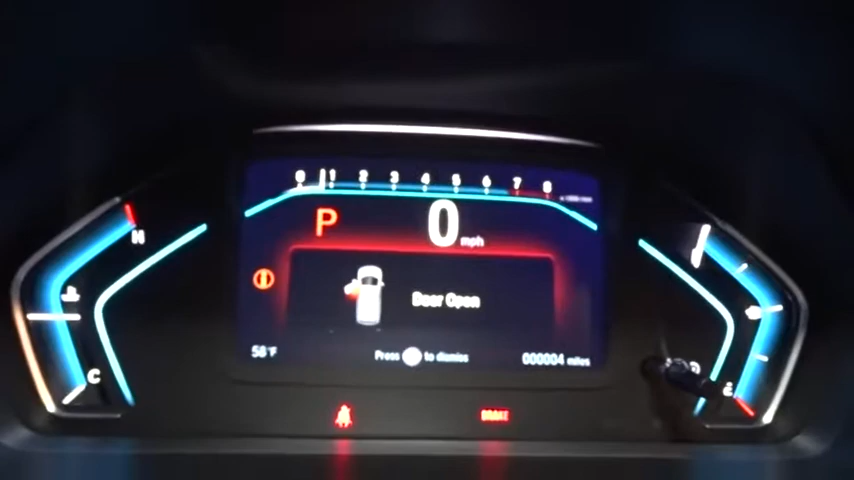 0 1 2 3 4 5 6 7 8
P 0 mph
H
Door Open
C
58°F Press to dismiss 000004 miles
BRAKE